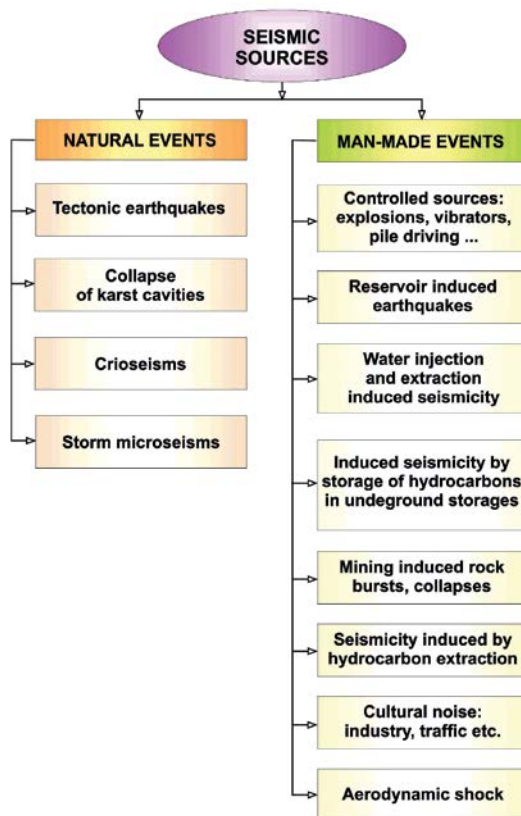 SEISMIC
SOURCES
NATURAL EVENTS
Tectonic earthquakes
Collapse
of karst cavities
Crioseisms
Storm microseisms
MAN-MADE EVENTS
Controlled sources:
explosions, vibrators,
pile driving ...
Reservoir induced
earthquakes
Water injection
and extraction
induced seismicity
Induced seismicity by
storage of hydrocarbons
in undeground storages
Mining induced rock
bursts, collapses
Seismicity induced by
hydrocarbon extraction
Cultural noise:
industry, traffic etc.
Aerodynamic shock